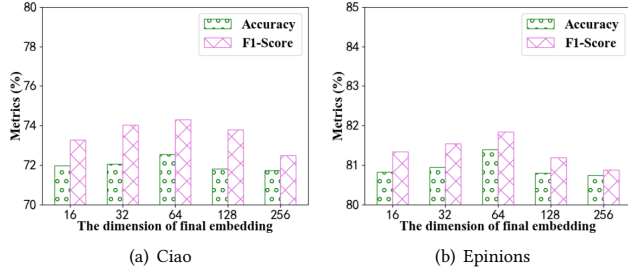 80
78
76
74
72
70
Metrics (%)
Accuracy
F1-Score
16 32 64 128 256
The dimension of final embedding
(a) Ciao
85
84
83
82
81
80
Metrics (%)
Accuracy
F1-Score
16 32 64 128 256
The dimension of final embedding
(b) Epinions